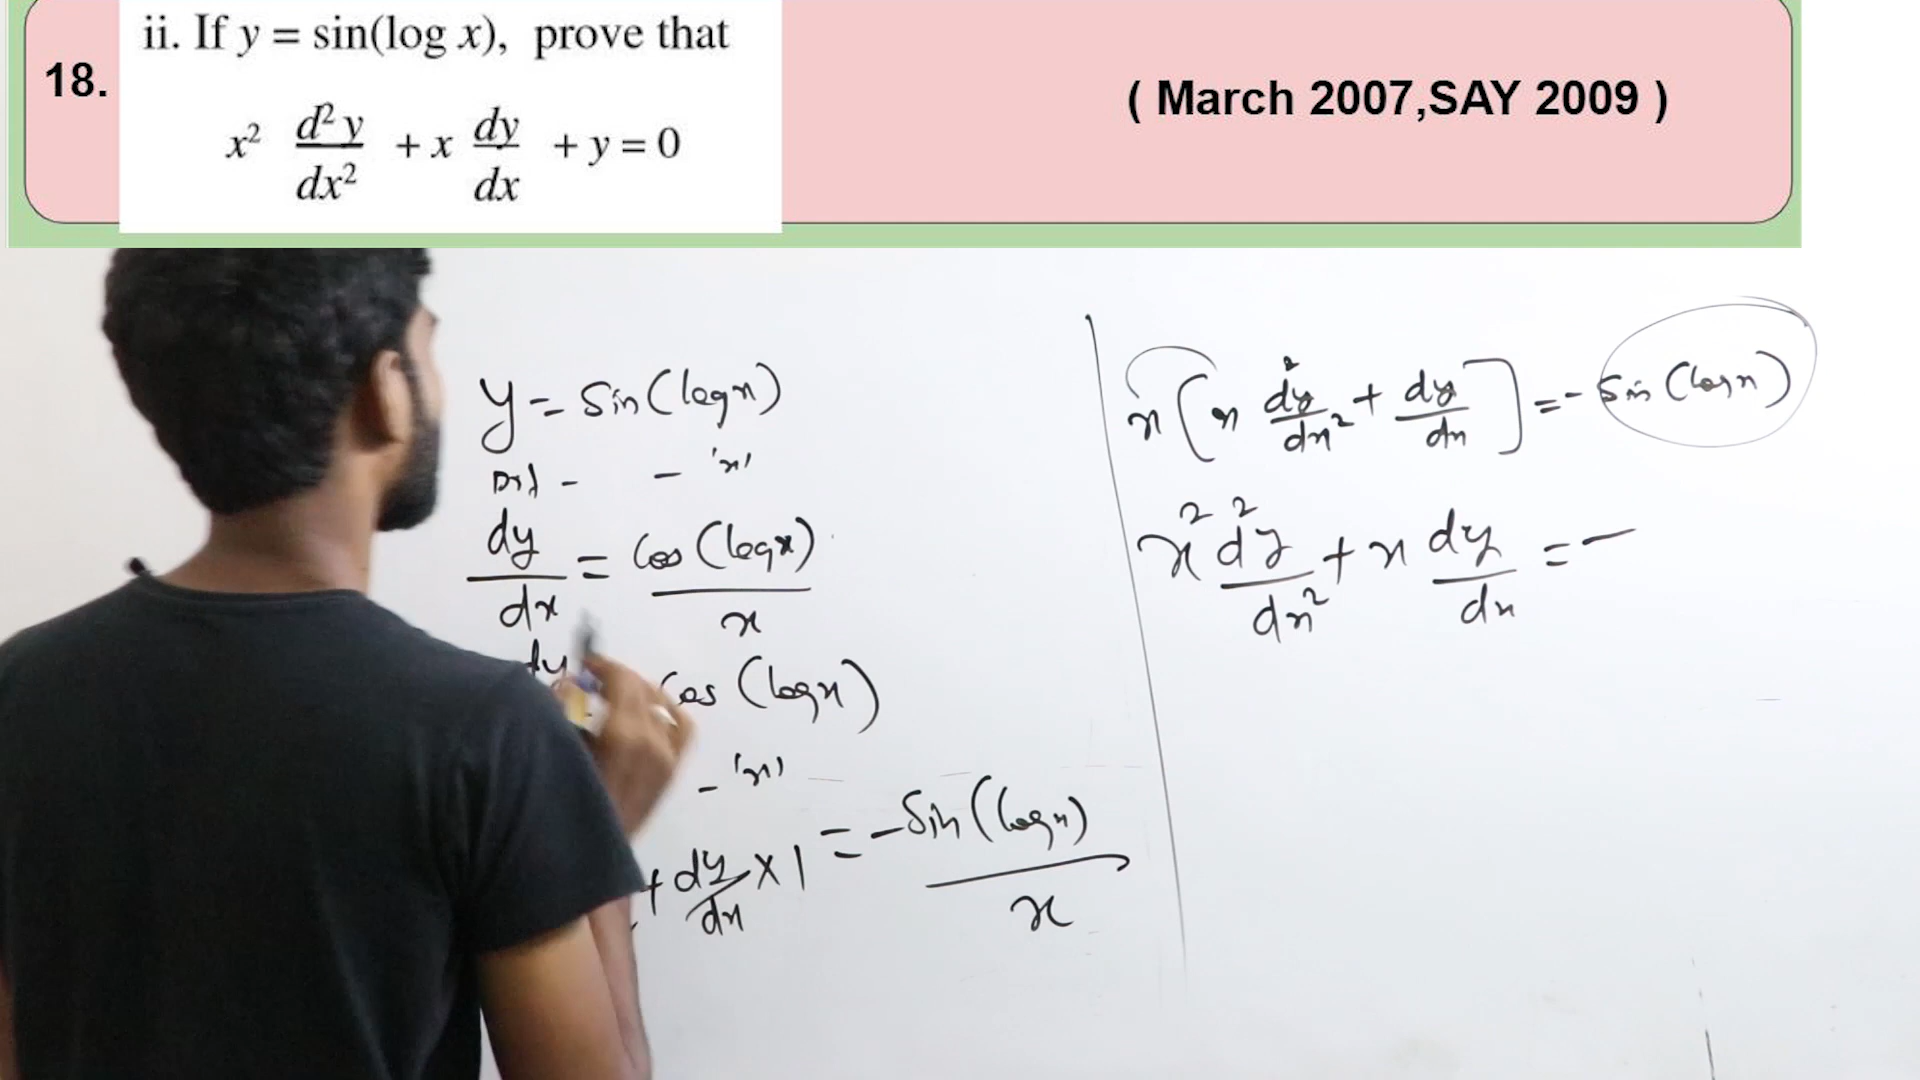 18.
ii. If y = sin(log x), prove that
x² d²y/dx² + x dy/dx + y = 0
( March 2007,SAY 2009 )
y = Sin(log x)
- - 'x'
dy/dx = Cos (log x)/x
dy Cos (log x)
- 'x'
+ dy/dx × 1 = -Sin (log x)/x
x [x d²y/dx² + dy/dx] = - Sin (log x)
x² d²y/dx² + x dy/dx = -